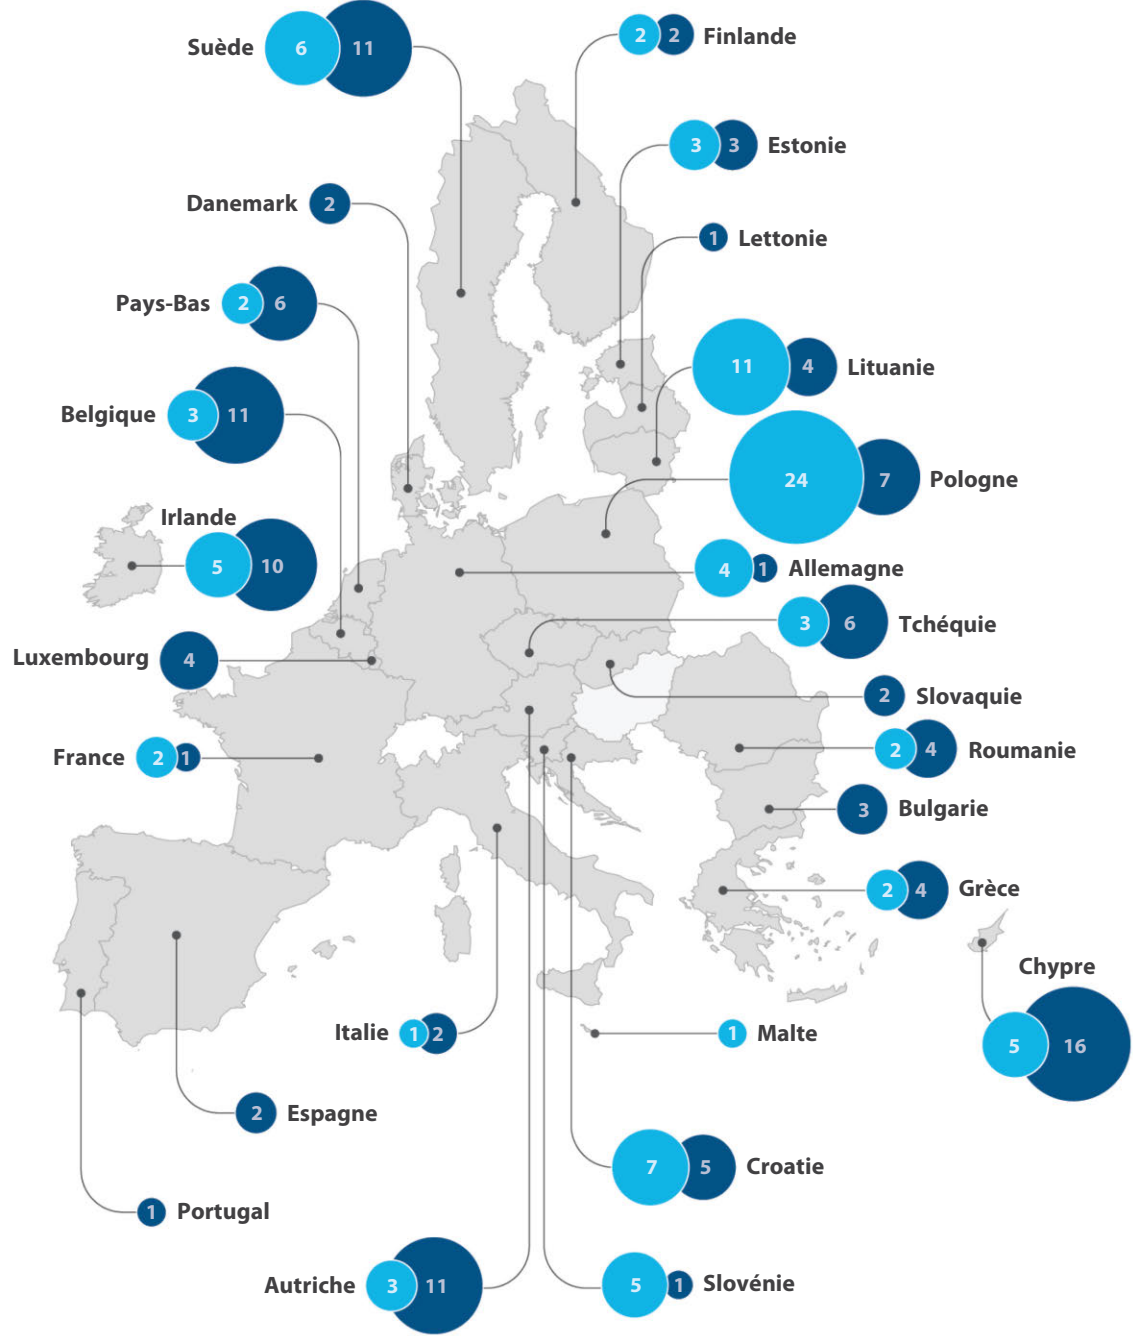 Suède 6 11
2 2 Finlande
3 3 Estonie
Danemark 2
1 Lettonie
Pays-Bas 2 6
11 4 Lituanie
Belgique 3 11
24 7 Pologne
Irlande
5 10
4 1 Allemagne
3 6 Tchéquie
Luxembourg 4
2 Slovaquie
2 4 Roumanie
France 2 1
3 Bulgarie
2 4 Grèce
Chypre
5 16
Italie 1 2
1 Malte
2 Espagne
7 5 Croatie
1 Portugal
Autriche 3 11
5 1 Slovénie